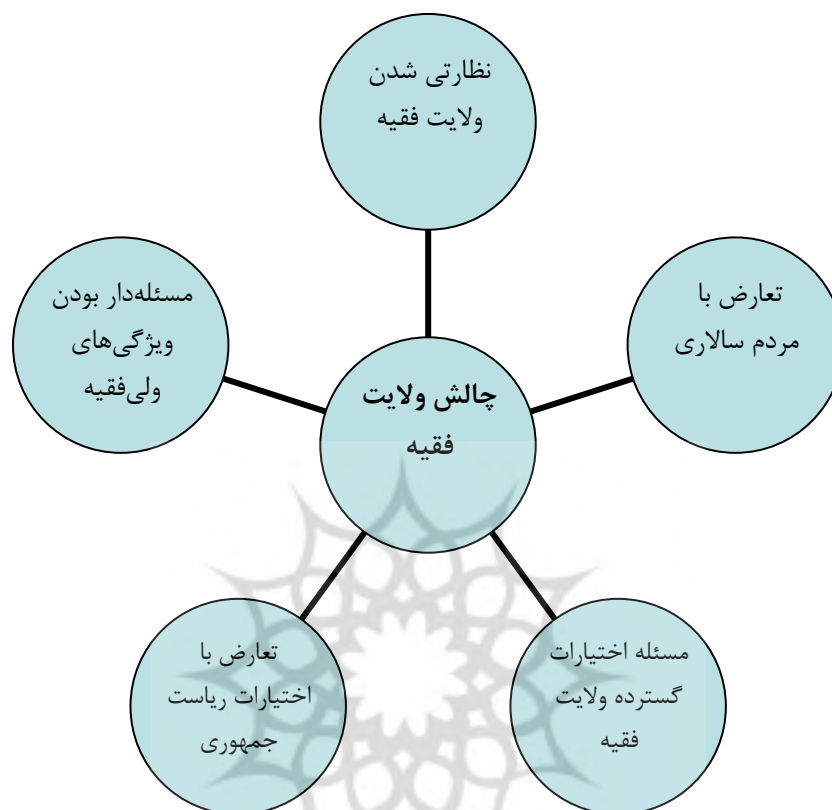 نظارتی شدن
ولایت فقیه
تعارض با
مردم سالاری
مسئله‌دار بودن
ویژگی‌های
ولی‌فقیه
چالش ولایت
فقیه
مسئله اختیارات
گسترده ولایت
فقیه
تعارض با
اختیارات ریاست
جمهوری